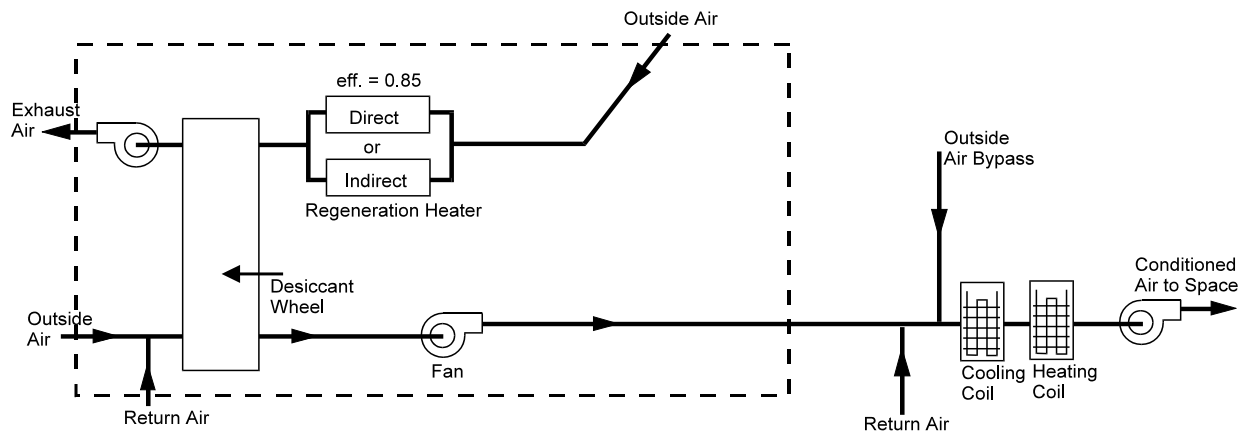 Outside Air
eff. = 0.85
Exhaust
Air
Direct
or
Indirect
Regeneration Heater
Outside
Air Bypass
Desiccant
Wheel
Conditioned
Air to Space
Outside
Air
Fan
Cooling
Coil
Heating
Coil
Return Air
Return Air